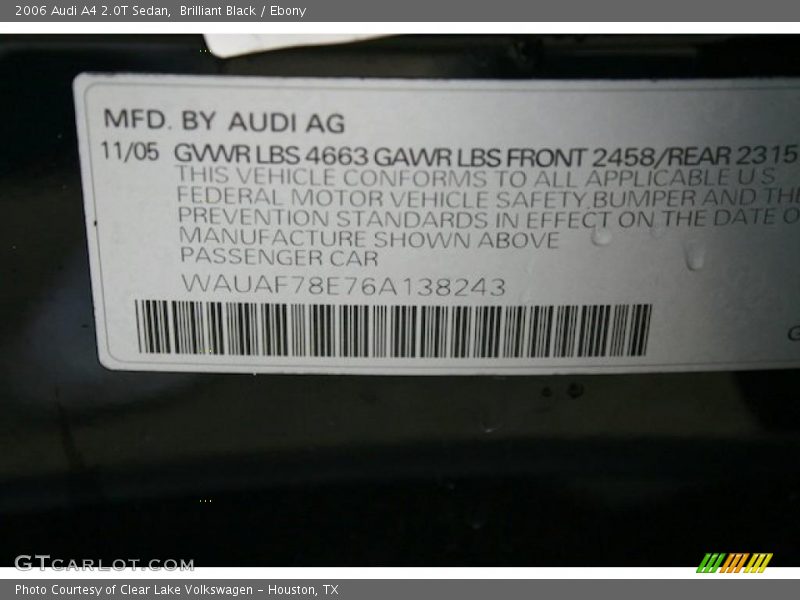 2006 Audi A4 2.0T Sedan,  Brilliant Black / Ebony
MFD. BY AUDI AG
11/05 GVWR LBS 4663 GAWR LBS FRONT 2458/REAR 2315
THIS VEHICLE CONFORMS TO ALL APPLICABLE U S
FEDERAL MOTOR VEHICLE SAFETY, BUMPER AND
PREVENTION STANDARDS IN EFFECT ON THE DATE
MANUFACTURE SHOWN ABOVE
PASSENGER CAR
WAUAF78E76A138243
GTCARLOT.COM
Photo Courtesy of Clear Lake Volkswagen – Houston, TX